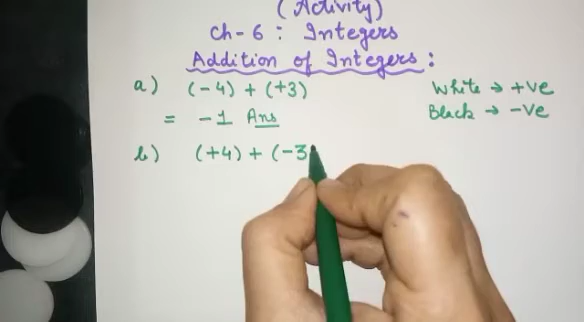 (Activity)
Ch-6 : Integers
Addition of Integers :
a) (-4) + (+3)
= -1 Ans
White → +ve
Black → -ve
b) (+4) + (-3